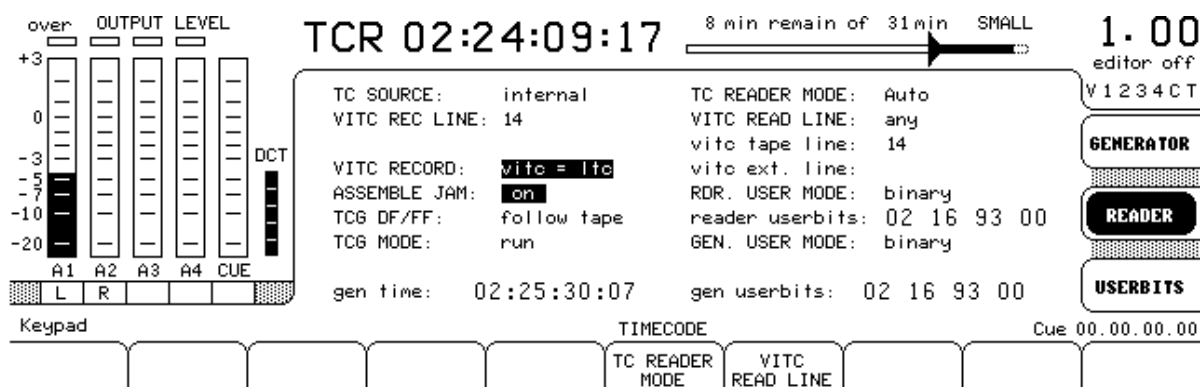 over OUTPUT LEVEL
TCR 02:24:09:17
8 min remain of 31min SMALL
1.00
editor off
V 1 2 3 4 C T
+3
0
-3
-5
-7
-10
-20
DCT
A1 A2 A3 A4 CUE
L R
TC SOURCE: internal
VITC REC LINE: 14
VITC RECORD: vitc = ltc
ASSEMBLE JAM: on
TCG DF/FF: follow tape
TCG MODE: run
gen time: 02:25:30:07
TC READER MODE: Auto
VITC READ LINE: any
vitc tape line: 14
vitc ext. line:
RDR. USER MODE: binary
reader userbits: 02 16 93 00
GEN. USER MODE: binary
gen userbits: 02 16 93 00
GENERATOR
READER
USERBITS
Keypad
TIMECODE
Cue 00.00.00.00
TC READER
MODE
VITC
READ LINE